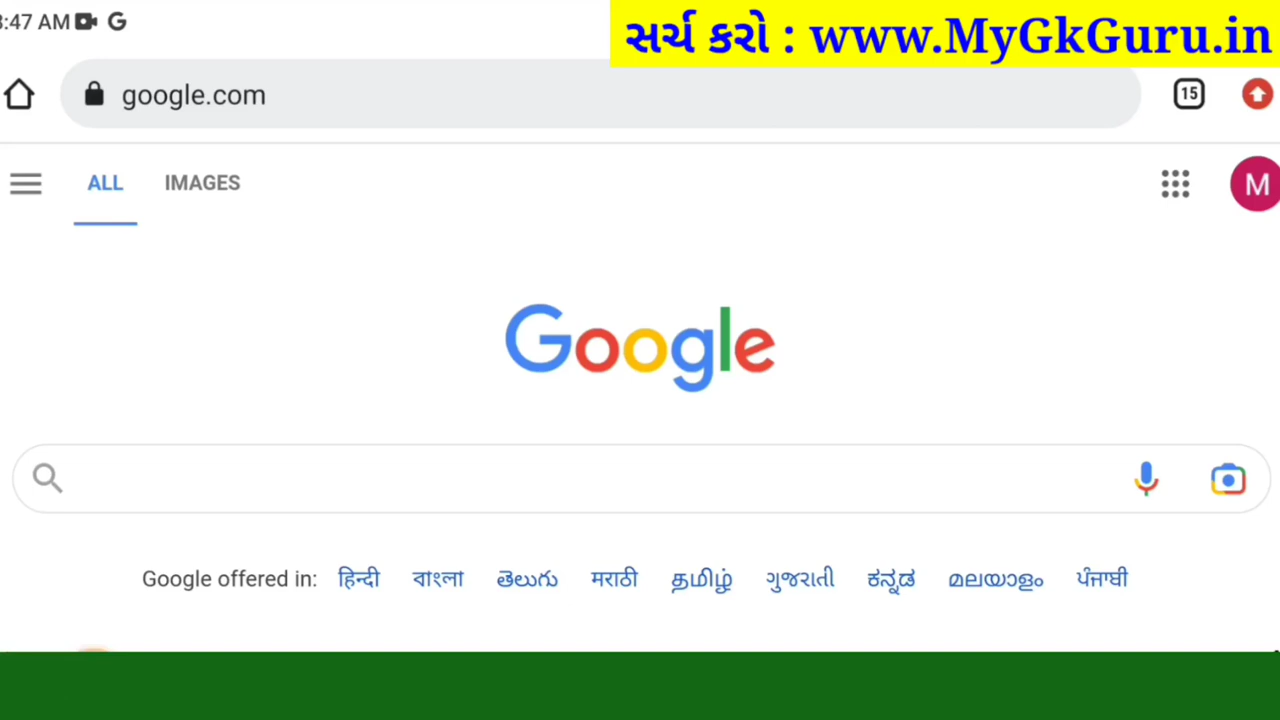 :47 AM
સર્ચ કરો : www.MyGkGuru.in
google.com
15
ALL IMAGES
M
Google
Google offered in: हिन्दी বাংলা తెలుగు मराठी தமிழ் ગુજરાતી ಕನ್ನಡ മലയാളം ਪੰਜਾਬੀ